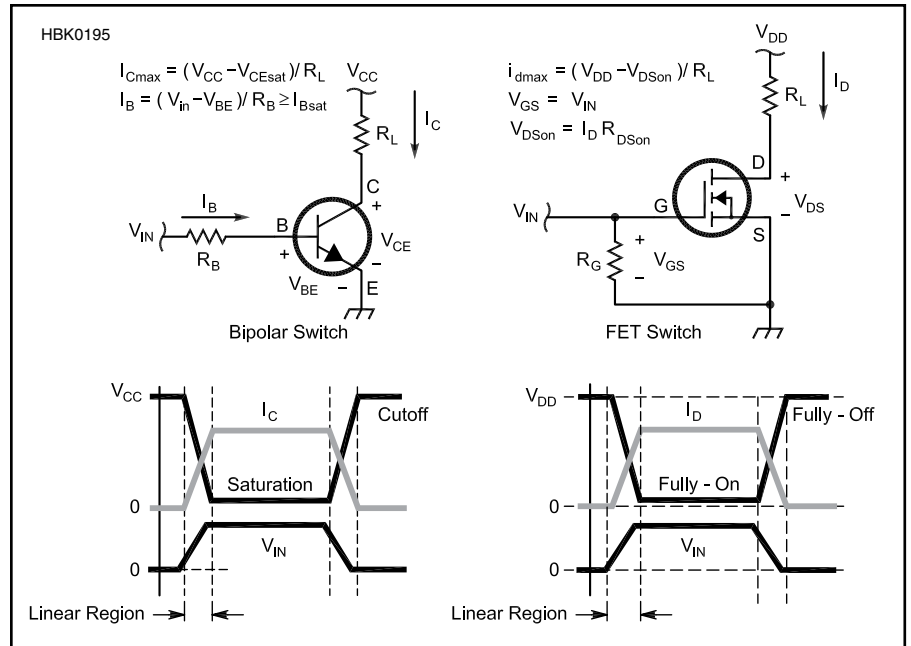 HBK0195
I_Cmax = (V_CC – V_CEsat) / R_L
I_B = (V_in – V_BE) / R_B ≥ I_Bsat
V_CC
R_L
I_C
C
+
I_B
B
V_IN
R_B
+
V_CE
V_BE
–
–
E
Bipolar Switch
i_dmax = (V_DD – V_DSon) / R_L
V_GS = V_IN
V_DSon = I_D R_DSon
V_DD
R_L
I_D
D
+
V_IN
G
–
V_DS
S
R_G
+
V_GS
–
FET Switch
V_CC
I_C
Cutoff
Saturation
0
V_IN
0
Linear Region
V_DD
I_D
Fully - Off
Fully - On
0
V_IN
0
Linear Region